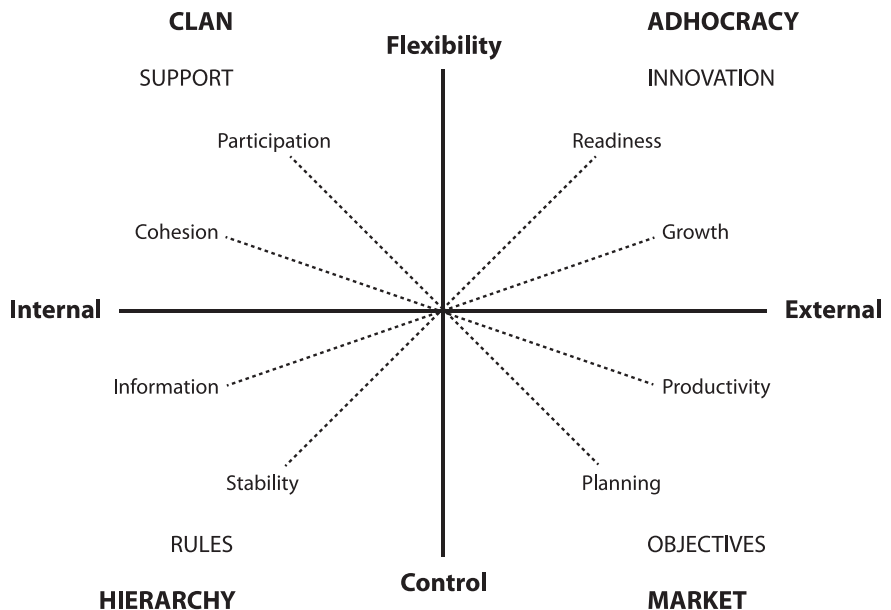 CLAN
ADHOCRACY
Flexibility
SUPPORT
INNOVATION
Participation
Readiness
Cohesion
Growth
Internal
External
Information
Productivity
Stability
Planning
RULES
OBJECTIVES
Control
HIERARCHY
MARKET